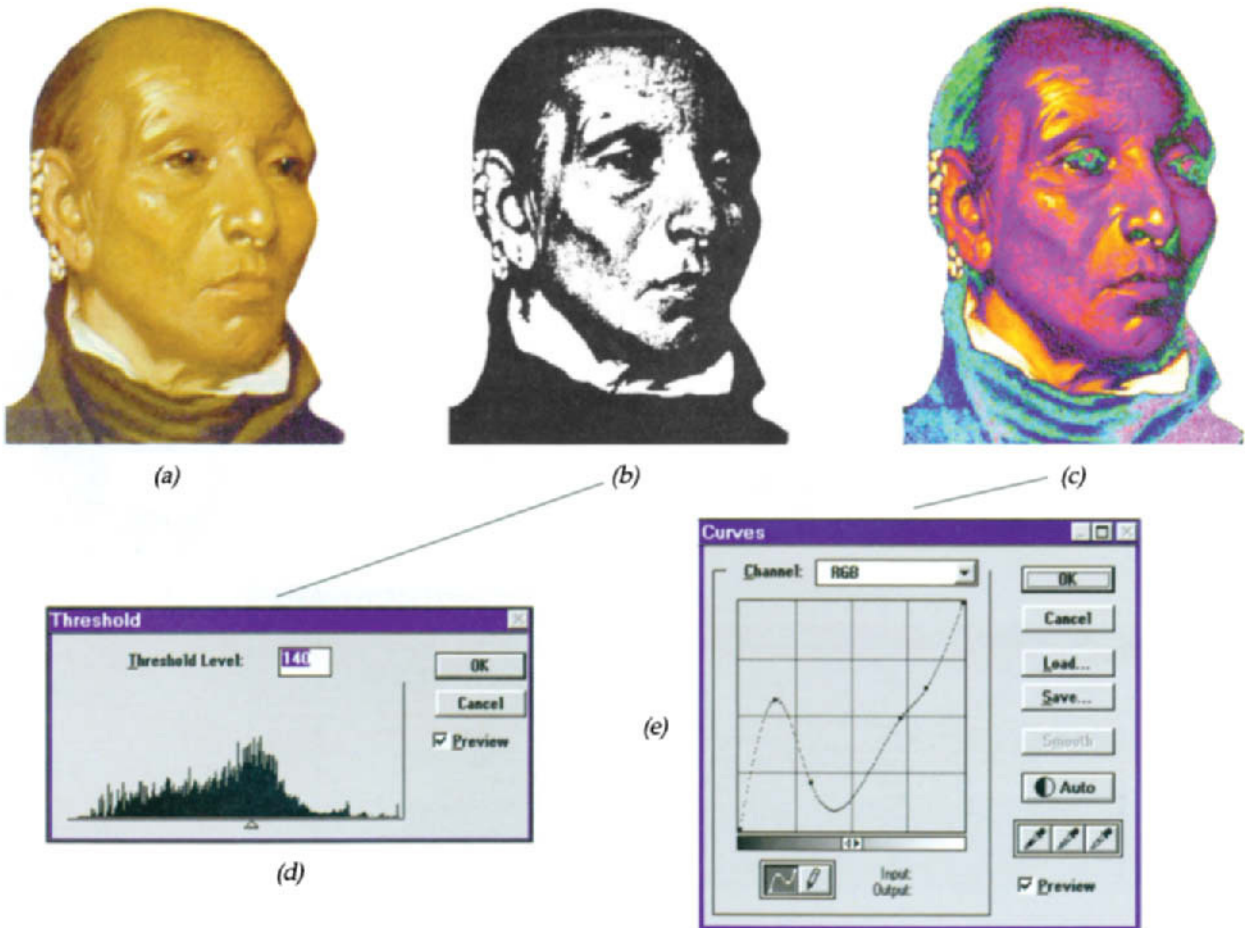 (a)
(b)
(c)
Threshold
Threshold Level: 140
OK
Cancel
Preview
(d)
Curves
Channel: RGB
OK
Cancel
Load...
Save...
Smooth
Auto
Input:
Output:
Preview
(e)